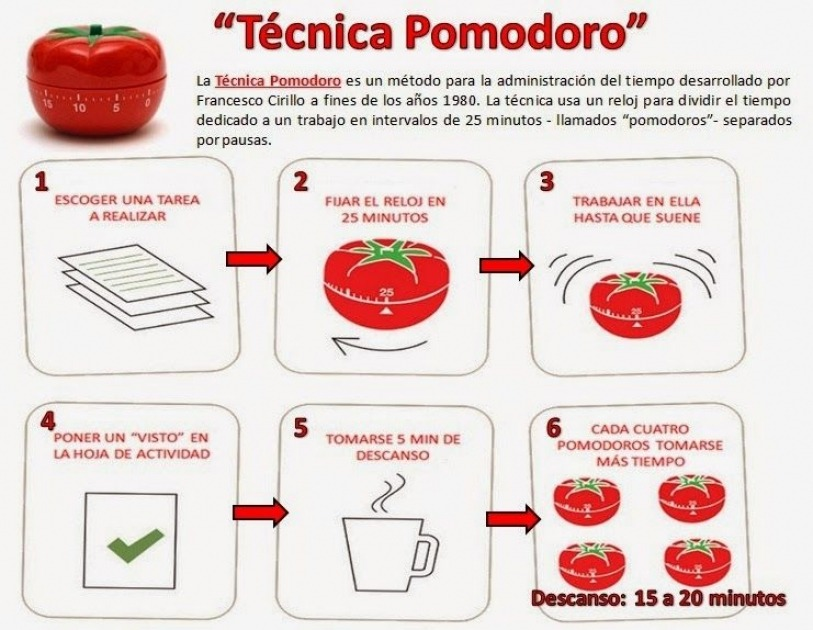 “Técnica Pomodoro”
La Técnica Pomodoro es un método para la administración del tiempo desarrollado por
Francesco Cirillo a fines de los años 1980. La técnica usa un reloj para dividir el tiempo
dedicado a un trabajo en intervalos de 25 minutos - llamados “pomodoros”- separados
por pausas.
15 10 5 0
1
ESCOGER UNA TAREA
A REALIZAR
2
FIJAR EL RELOJ EN
25 MINUTOS
25
3
TRABAJAR EN ELLA
HASTA QUE SUENE
25
4
PONER UN “VISTO” EN
LA HOJA DE ACTIVIDAD
5
TOMARSE 5 MIN DE
DESCANSO
6
CADA CUATRO
POMODOROS TOMARSE
MÁS TIEMPO
Descanso: 15 a 20 minutos